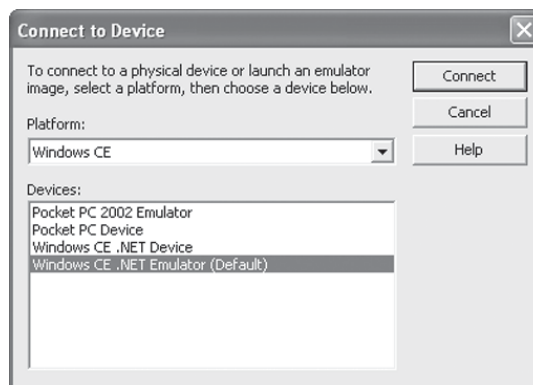 Connect to Device
To connect to a physical device or launch an emulator
image, select a platform, then choose a device below.
Platform:
Windows CE
Devices:
Pocket PC 2002 Emulator
Pocket PC Device
Windows CE .NET Device
Windows CE .NET Emulator (Default)
Connect
Cancel
Help